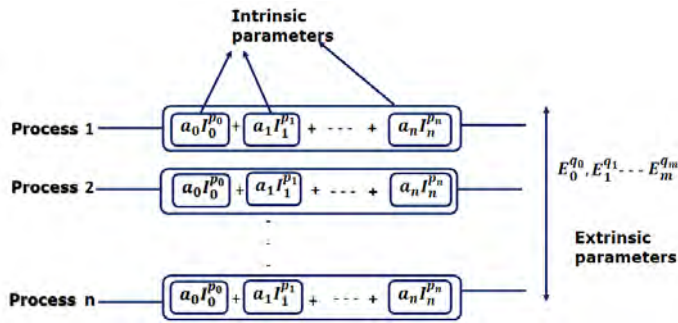 Intrinsic
parameters
Process 1 a₀I₀^{p₀} + a₁I₁^{p₁} + - - - + aₙIₙ^{pₙ}
E₀^{q₀}, E₁^{q₁} - - - Eₘ^{qₘ}
Process 2 a₀I₀^{p₀} + a₁I₁^{p₁} + - - - + aₙIₙ^{pₙ}
Extrinsic
parameters
Process n a₀I₀^{p₀} + a₁I₁^{p₁} + - - - + aₙIₙ^{pₙ}